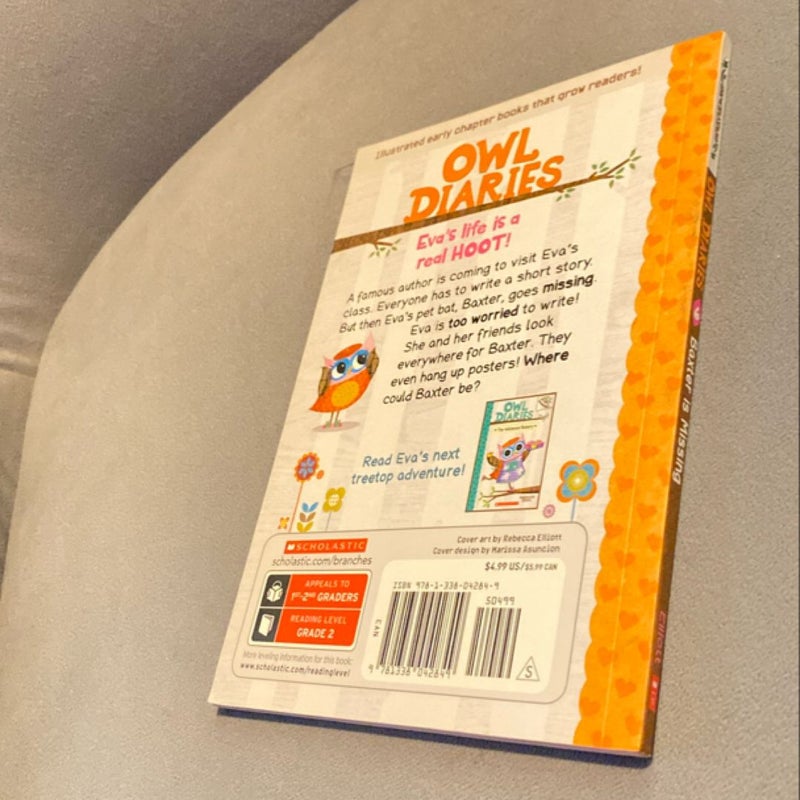 Illustrated early chapter books that grow readers!
OWL
DIARIES
Eva's life is a
real HOOT!
A famous author is coming to visit Eva's
class. Everyone has to write a short story.
But then Eva's pet bat, Baxter, goes missing.
Eva is too worried to write!
She and her friends look
everywhere for Baxter. They
even hang up posters! Where
could Baxter be?
Read Eva's next
treetop adventure!
OWL
DIARIES
SCHOLASTIC
scholastic.com/branches
APPEALS TO
1ST–2ND GRADERS
READING LEVEL
GRADE 2
More leveling information for this book:
www.scholastic.com/readinglevel
Cover art by Rebecca Elliott
Cover design by Marissa Asuncion
$4.99 US/$5.99 CAN
ISBN 978-1-338-04284-9
50499
CAN
9 781338 042849
S
OWL DIARIES
Baxter is Missing
Elliott